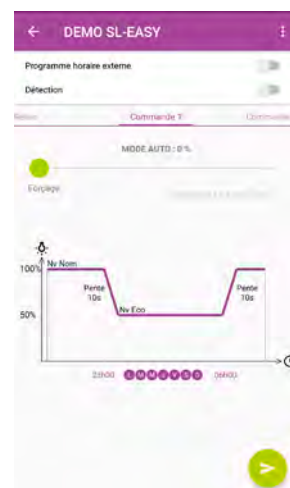 DEMO SL-EASY
Programme horaire externe
Détection
Commande 1
MODE AUTO : 0 %
Forçage
100%
Nv Nom
Pente
10s
Pente
10s
50%
Nv Eco
L M M J V S D
06h00